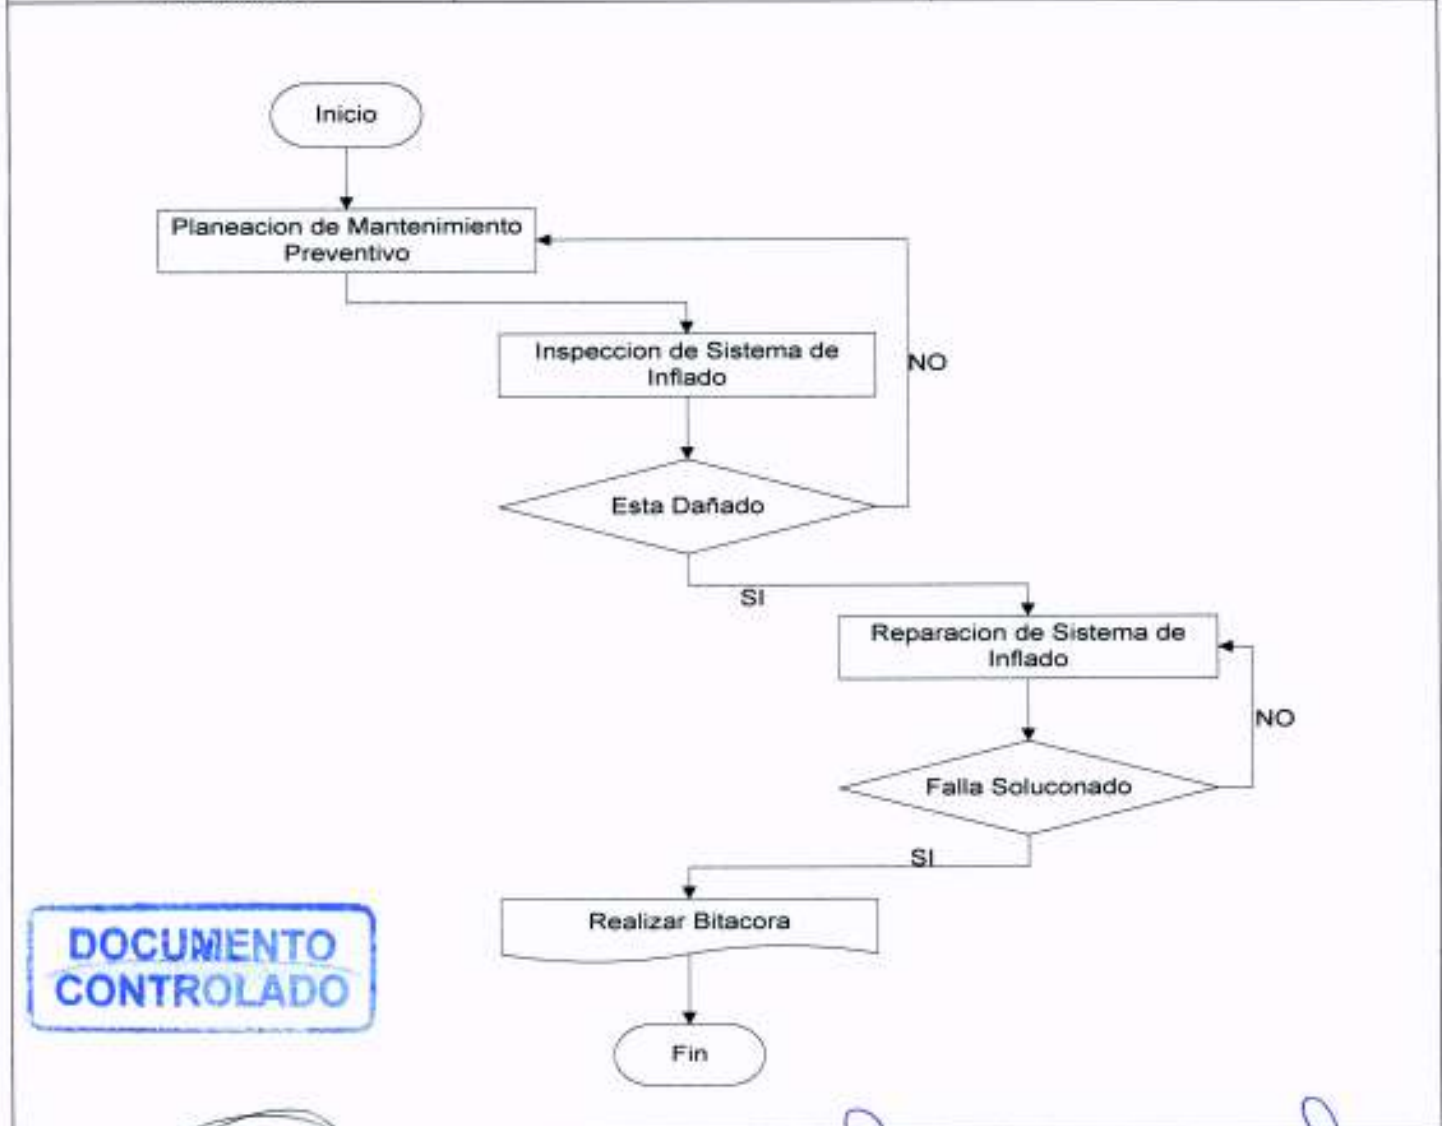 Inicio
Planeacion de Mantenimiento
Preventivo
Inspeccion de Sistema de
Inflado
NO
Esta Dañado
SI
Reparacion de Sistema de
Inflado
NO
Falla Soluconado
SI
Realizar Bitacora
DOCUMENTO
CONTROLADO
Fin